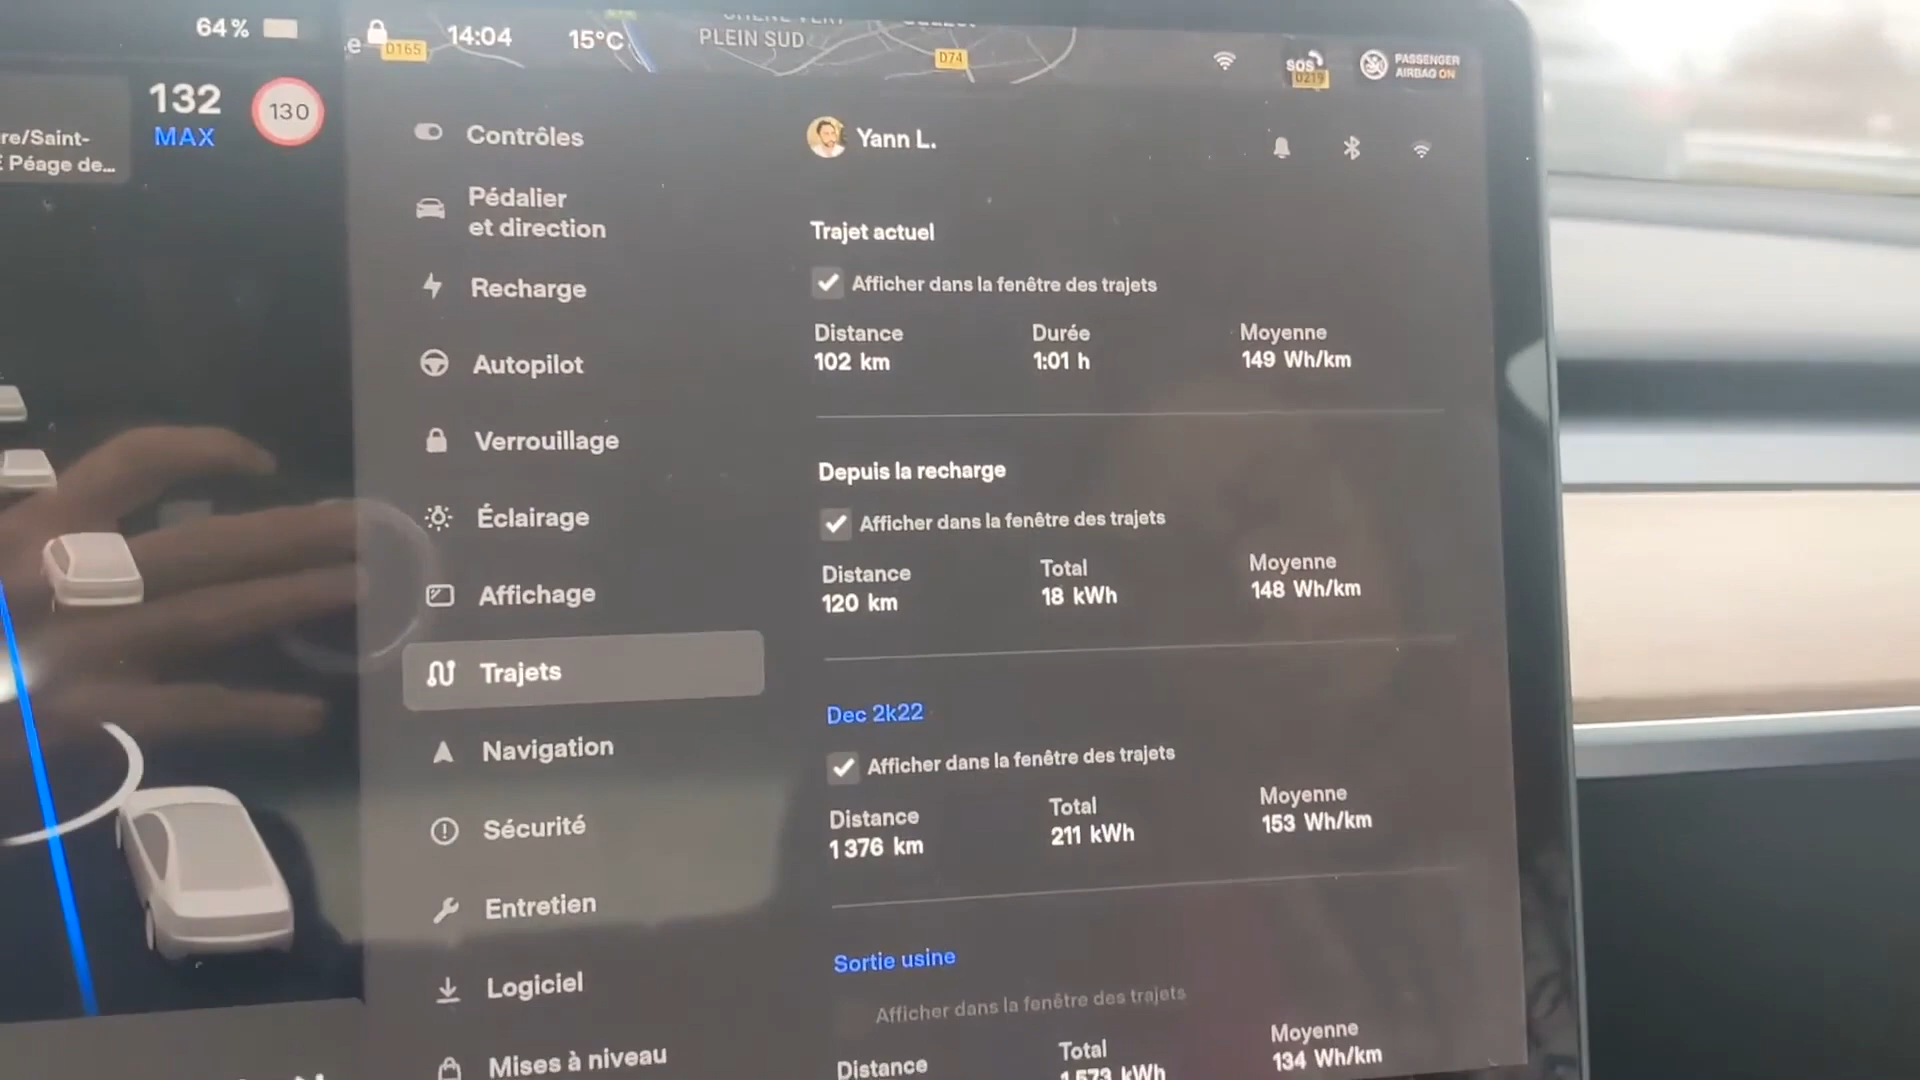 64 %
132
MAX
130
re/Saint-
Péage de...
e
D165
14:04
15°C
PLEIN SUD
D74
SOS
D219
PASSENGER
AIRBAG ON
Contrôles
Pédalier
et direction
Recharge
Autopilot
Verrouillage
Éclairage
Affichage
Trajets
Navigation
Sécurité
Entretien
Logiciel
Mises à niveau
Yann L.
Trajet actuel
Afficher dans la fenêtre des trajets
Distance Durée Moyenne
102 km 1:01 h 149 Wh/km
Depuis la recharge
Afficher dans la fenêtre des trajets
Distance Total Moyenne
120 km 18 kWh 148 Wh/km
Dec 2k22
Afficher dans la fenêtre des trajets
Distance Total Moyenne
1 376 km 211 kWh 153 Wh/km
Sortie usine
Afficher dans la fenêtre des trajets
Distance Total Moyenne
1 573 kWh 134 Wh/km